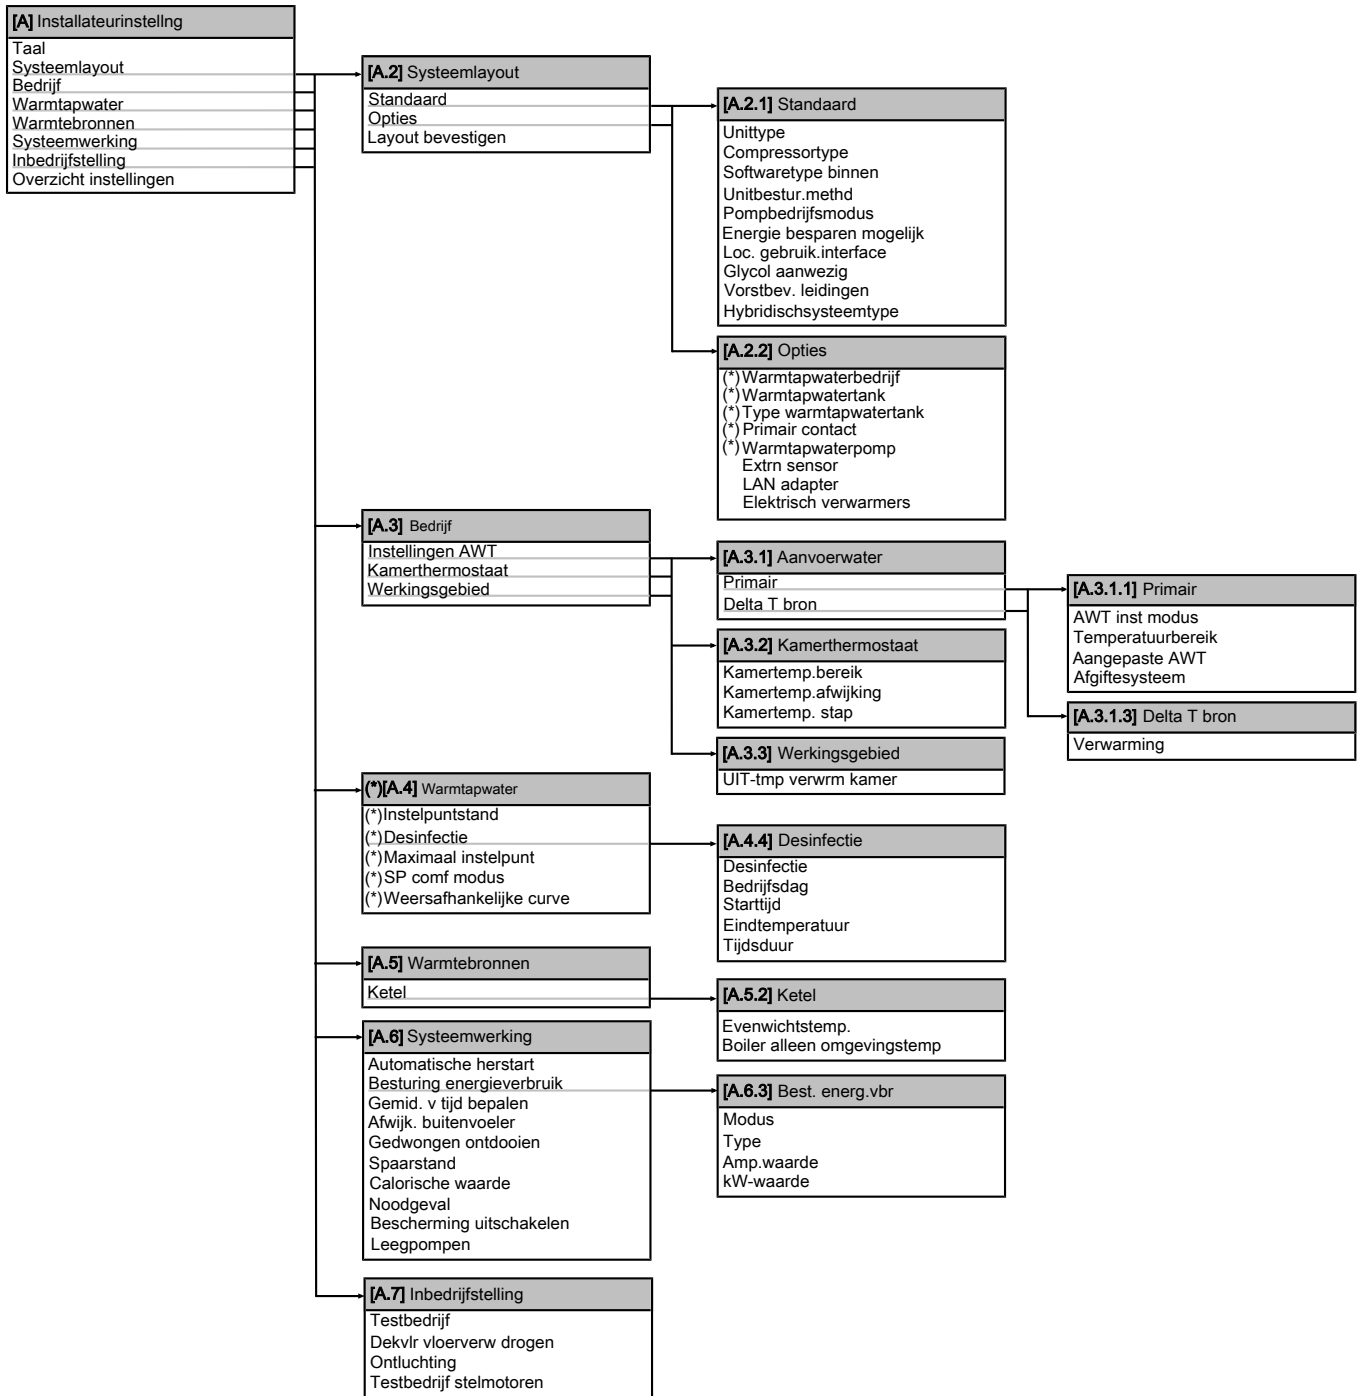 [A] Installateurinstellng
Taal
Systeemlayout
Bedrijf
Warmtapwater
Warmtebronnen
Systeemwerking
Inbedrijfstelling
Overzicht instellingen
[A.2] Systeemlayout
Standaard
Opties
Layout bevestigen
[A.2.1] Standaard
Unittype
Compressortype
Softwaretype binnen
Unitbestur.methd
Pompbedrijfsmodus
Energie besparen mogelijk
Loc. gebruik.interface
Glycol aanwezig
Vorstbev. leidingen
Hybridischsysteemtype
[A.2.2] Opties
(*) Warmtapwaterbedrijf
(*) Warmtapwatertank
(*) Type warmtapwatertank
(*) Primair contact
(*) Warmtapwaterpomp
Extrn sensor
LAN adapter
Elektrisch verwarmers
[A.3] Bedrijf
Instellingen AWT
Kamerthermostaat
Werkingsgebied
[A.3.1] Aanvoerwater
Primair
Delta T bron
[A.3.1.1] Primair
AWT inst modus
Temperatuurbereik
Aangepaste AWT
Afgiftesysteem
[A.3.1.3] Delta T bron
Verwarming
[A.3.2] Kamerthermostaat
Kamertemp.bereik
Kamertemp.afwijking
Kamertemp. stap
[A.3.3] Werkingsgebied
UIT-tmp verwrm kamer
(*)[A.4] Warmtapwater
(*)Instelpuntstand
(*)Desinfectie
(*)Maximaal instelpunt
(*)SP comf modus
(*)Weersafhankelijke curve
[A.4.4] Desinfectie
Desinfectie
Bedrijfsdag
Starttijd
Eindtemperatuur
Tijdsduur
[A.5] Warmtebronnen
Ketel
[A.5.2] Ketel
Evenwichtstemp.
Boiler alleen omgevingstemp
[A.6] Systeemwerking
Automatische herstart
Besturing energieverbruik
Gemid. v tijd bepalen
Afwijk. buitenvoeler
Gedwongen ontdooien
Spaarstand
Calorische waarde
Noodgeval
Bescherming uitschakelen
Leegpompen
[A.6.3] Best. energ.vbr
Modus
Type
Amp.waarde
kW-waarde
[A.7] Inbedrijfstelling
Testbedrijf
Dekvlr vloerverw drogen
Ontluchting
Testbedrijf stelmotoren